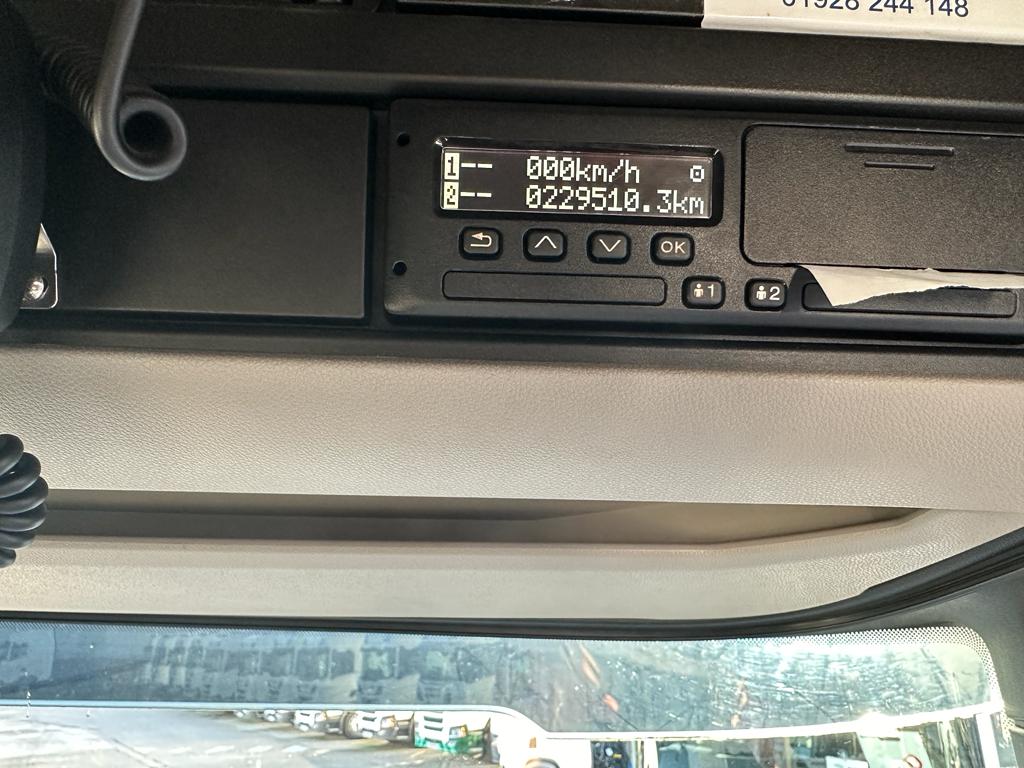 01928 244 148
1-- 000km/h
2-- 0229510.3km
OK
1
2